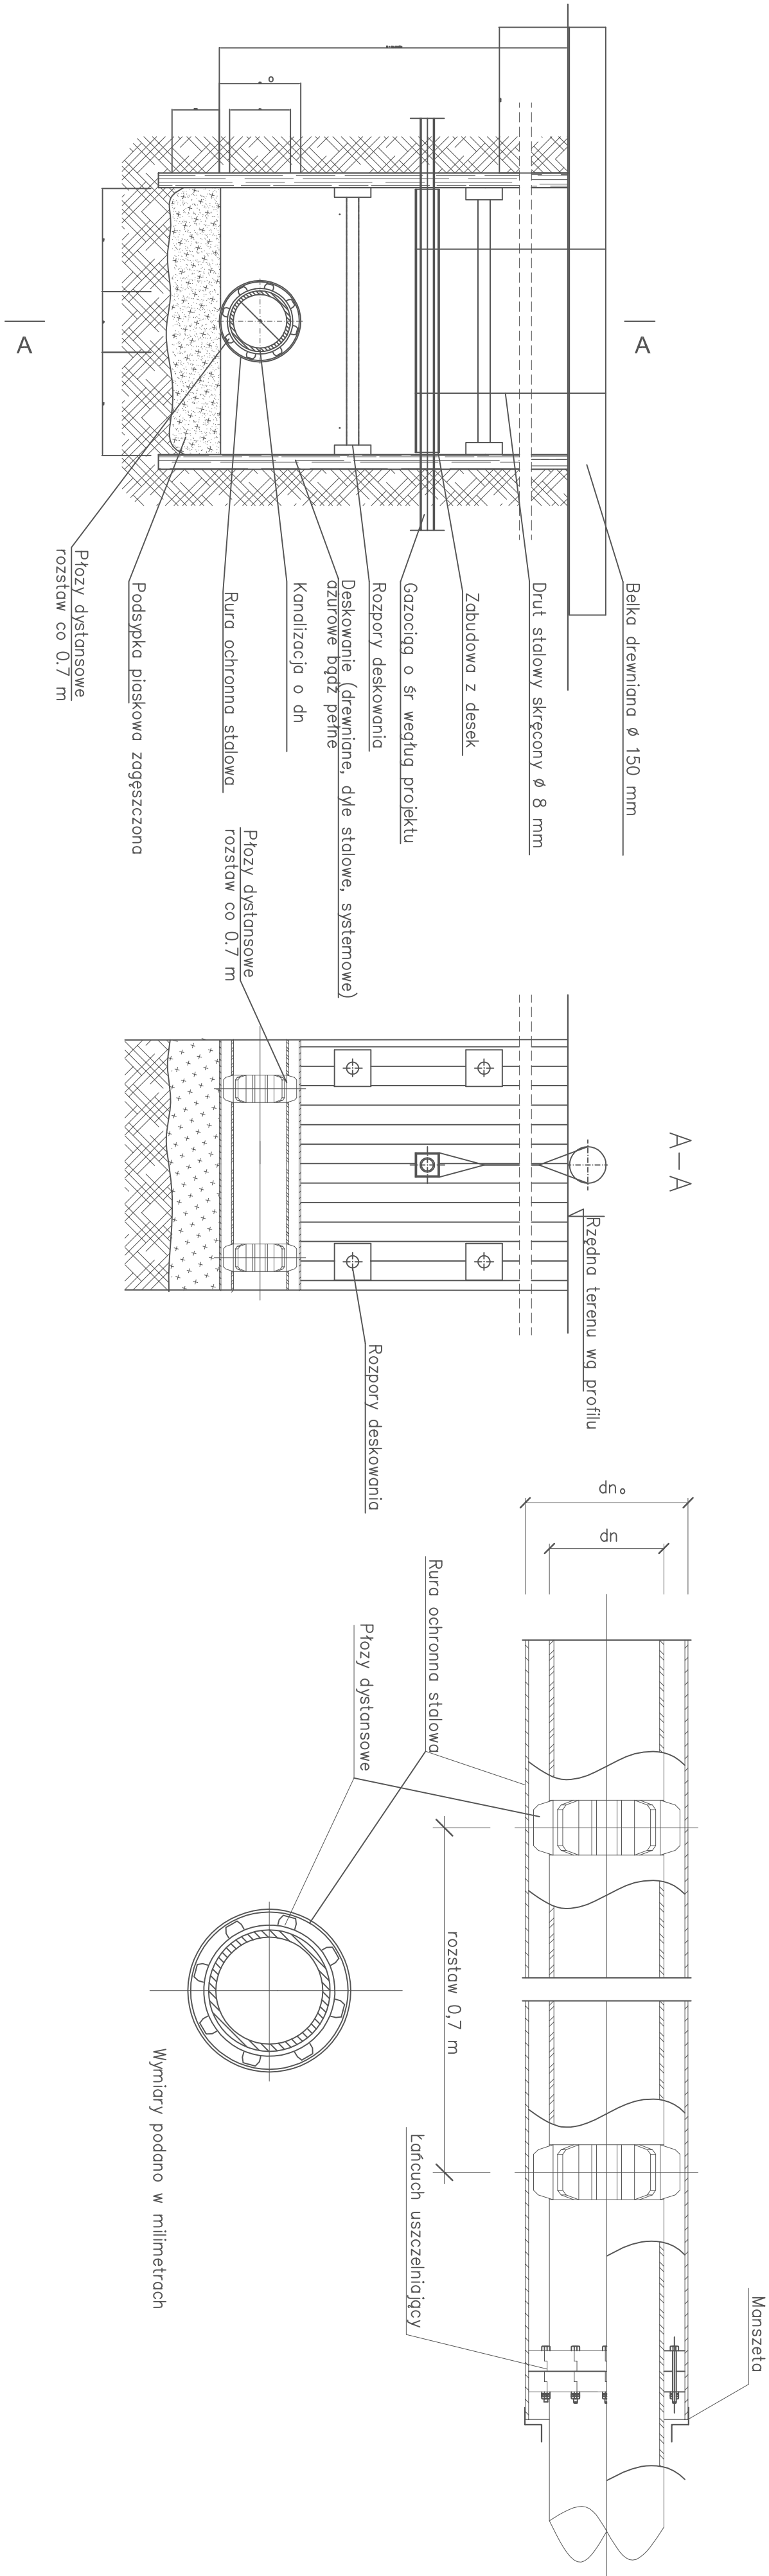 A
A
Belka drewniana ø 150 mm
Drut stalowy skręcony ø 8 mm
Zabudowa z desek
Gazociąg o śr według projektu
Rozpory deskowania
Deskowanie (drewniane, dyle stalowe, systemowe)
ażurowe bądź pełne
Kanalizacja o dn
Rura ochronna stalowa
Podsypka piaskowa zagęszczona
Płozy dystansowe
rozstaw co 0.7 m
A—A
Rzędna terenu wg profilu
Płozy dystansowe
rozstaw co 0.7 m
Rozpory deskowania
dn₀
dn
Rura ochronna stalowa
Płozy dystansowe
rozstaw 0,7 m
Łańcuch uszczelniający
Manszeta
Wymiary podano w milimetrach